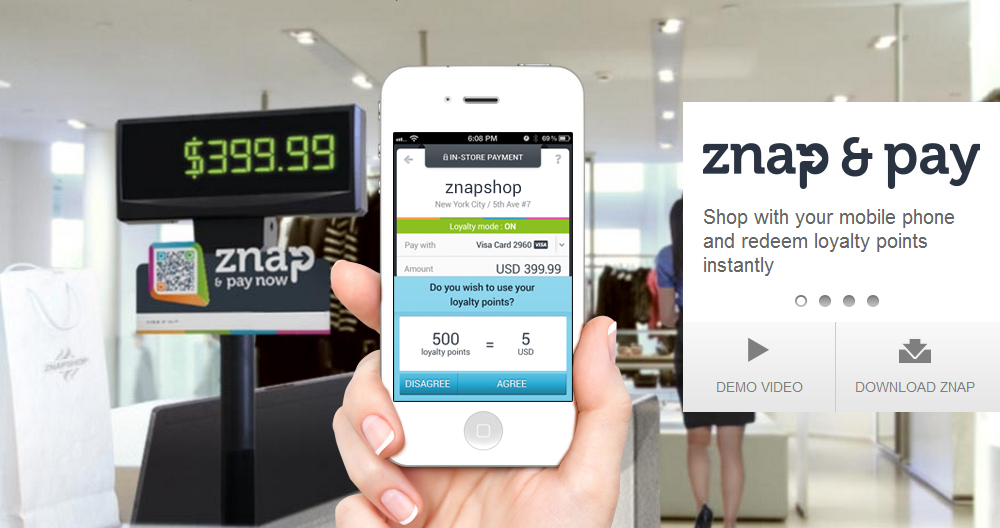 $399.99
znap
& pay now
ZNAPSHOP
6:08 PM
69%
IN-STORE PAYMENT
?
znapshop
New York City / 5th Ave #7
Loyalty mode : ON
Pay with
Visa Card 2960 VISA
Amount
USD 399.99
Do you wish to use your
loyalty points?
500 = 5
loyalty points USD
DISAGREE AGREE
znap & pay
Shop with your mobile phone
and redeem loyalty points
instantly
DEMO VIDEO
DOWNLOAD ZNAP